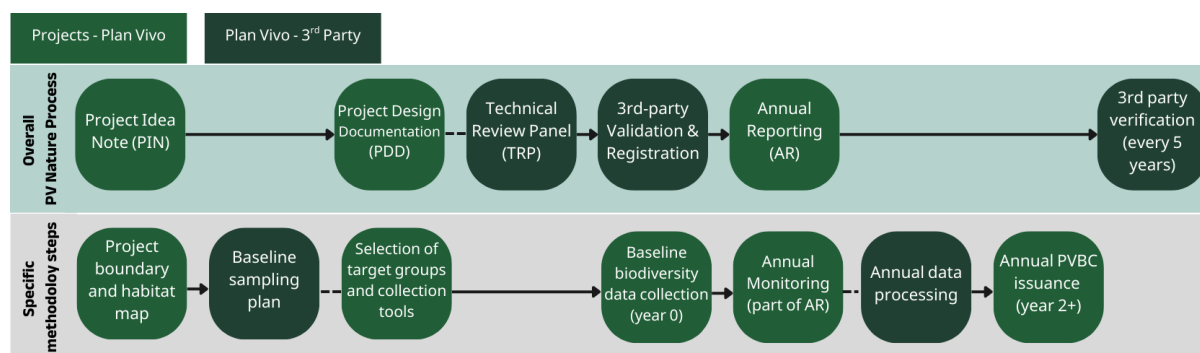 Projects - Plan Vivo
Plan Vivo - 3rd Party
Overall
PV Nature Process
Project Idea
Note (PIN)
Project Design
Documentation
(PDD)
Technical
Review Panel
(TRP)
3rd-party
Validation &
Registration
Annual
Reporting
(AR)
3rd party
verification
(every 5
years)
Specific
methodoloy steps
Project
boundary
and habitat
map
Baseline
sampling
plan
Selection of
target groups
and collection
tools
Baseline
biodiversity
data collection
(year 0)
Annual
Monitoring
(part of AR)
Annual data
processing
Annual PVBC
issuance
(year 2+)